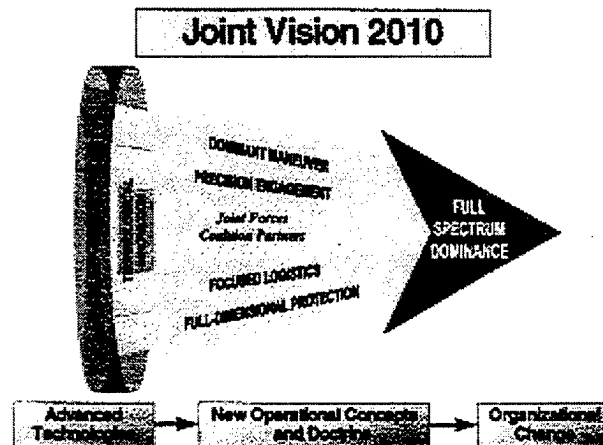 Joint Vision 2010
DOMINANT MANEUVER
PRECISION ENGAGEMENT
Joint Forces
Coalition Partners
FOCUSED LOGISTICS
FULL-DIMENSIONAL PROTECTION
FULL
SPECTRUM
DOMINANCE
Advanced
Technologies
New Operational Concepts
and Doctrine
Organizational
Change